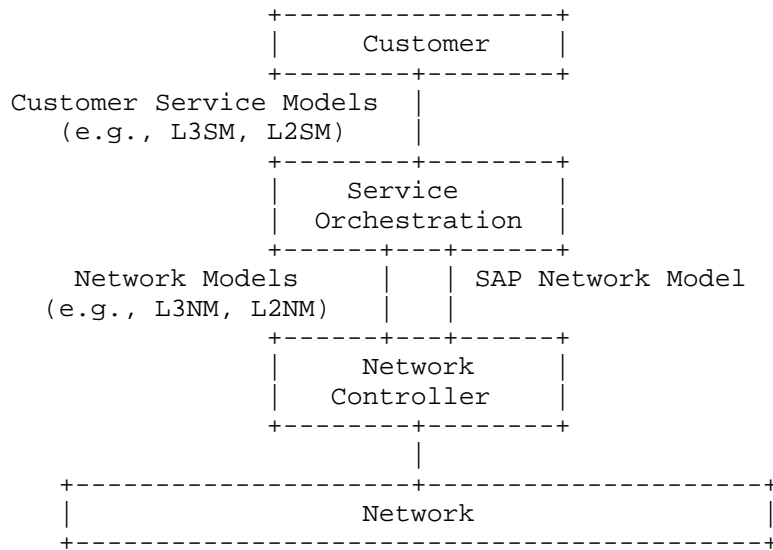 Customer
Customer Service Models
(e.g., L3SM, L2SM)
Service
Orchestration
Network Models SAP Network Model
(e.g., L3NM, L2NM)
Network
Controller
Network